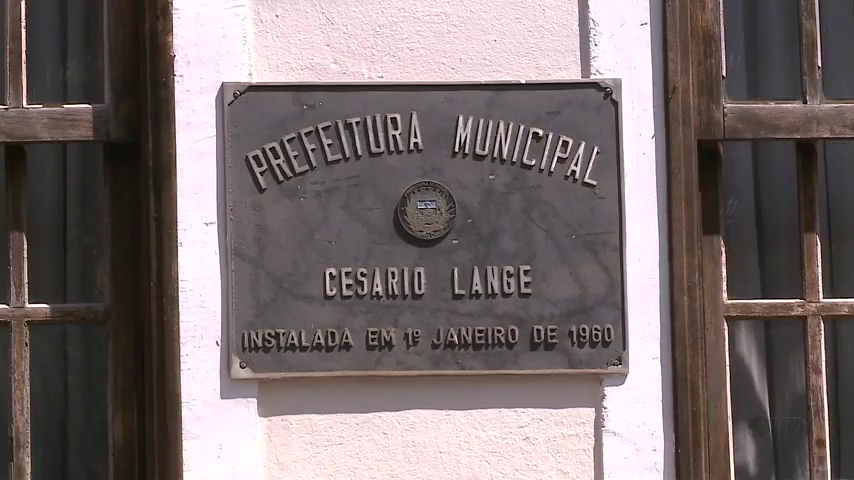 PREFEITURA MUNICIPAL
CESARIO LANGE
INSTALADA EM 1º JANEIRO DE 1960